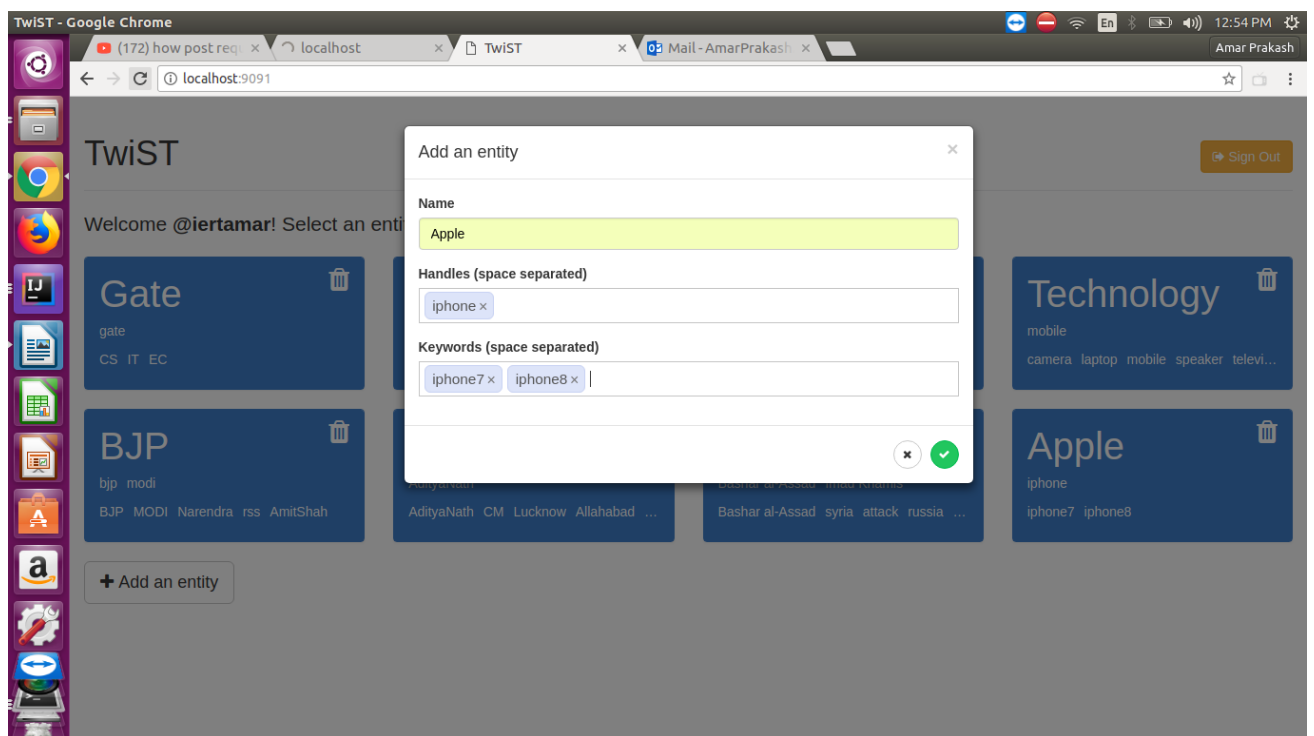 TwiST - Google Chrome
En
12:54 PM
(172) how post requ
localhost
TwiST
Mail - AmarPrakash
Amar Prakash
localhost:9091
TwiST
Sign Out
Welcome @iertamar! Select an enti
Gate
gate
CS IT EC
Technology
mobile
camera laptop mobile speaker televi...
BJP
bjp modi
BJP MODI Narendra rss AmitShah
AdityaNath
AdityaNath CM Lucknow Allahabad ...
Bashar al-Assad Imad Khamis
Bashar al-Assad syria attack russia ...
Apple
iphone
iphone7 iphone8
+ Add an entity
Add an entity
×
Name
Apple
Handles (space separated)
iphone ×
Keywords (space separated)
iphone7 × iphone8 ×